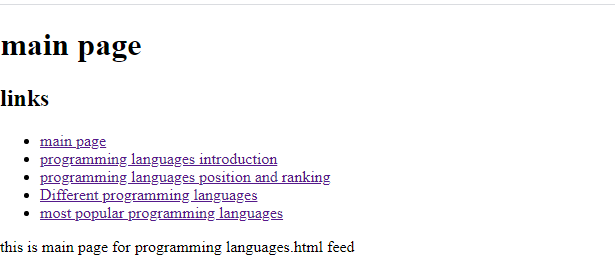 main page
links
main page
programming languages introduction
programming languages position and ranking
Different programming languages
most popular programming languages
this is main page for programming languages.html feed